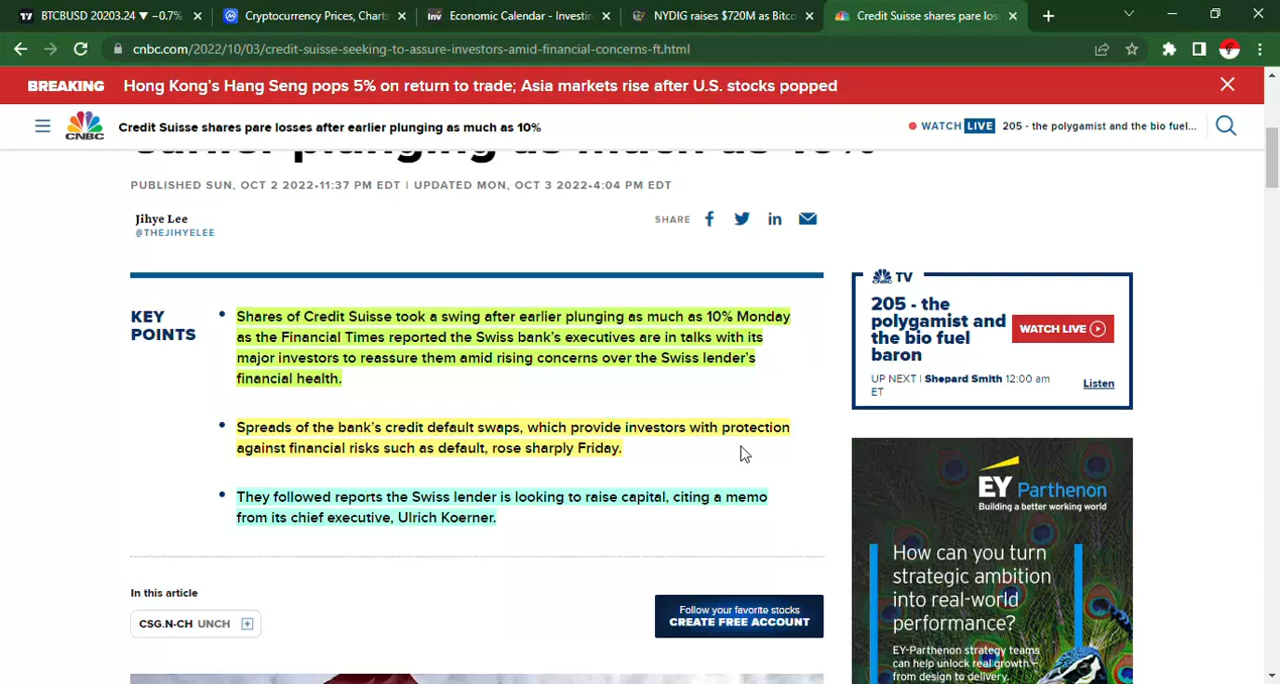 BTCBUSD 20203.24 ▼ −0.7%
Cryptocurrency Prices, Charts
Inv Economic Calendar - Investin
NYDIG raises $720M as Bitco
Credit Suisse shares pare los
cnbc.com/2022/10/03/credit-suisse-seeking-to-assure-investors-amid-financial-concerns-ft.html
BREAKING Hong Kong's Hang Seng pops 5% on return to trade; Asia markets rise after U.S. stocks popped
CNBC Credit Suisse shares pare losses after earlier plunging as much as 10%
WATCH LIVE 205 - the polygamist and the bio fuel...
earlier plunging as much as 10%
PUBLISHED SUN, OCT 2 2022•11:37 PM EDT | UPDATED MON, OCT 3 2022•4:04 PM EDT
Jihye Lee
@THEJIHYELEE
SHARE
KEY
POINTS
Shares of Credit Suisse took a swing after earlier plunging as much as 10% Monday
as the Financial Times reported the Swiss bank's executives are in talks with its
major investors to reassure them amid rising concerns over the Swiss lender's
financial health.
Spreads of the bank's credit default swaps, which provide investors with protection
against financial risks such as default, rose sharply Friday.
They followed reports the Swiss lender is looking to raise capital, citing a memo
from its chief executive, Ulrich Koerner.
In this article
CSG.N-CH UNCH
Follow your favorite stocks
CREATE FREE ACCOUNT
CNBC TV
205 - the
polygamist and
the bio fuel
baron
WATCH LIVE
UP NEXT | Shepard Smith 12:00 am
ET
Listen
EY Parthenon
Building a better working world
How can you turn
strategic ambition
into real-world
performance?
EY-Parthenon strategy teams
can help unlock real growth–
from design to delivery.